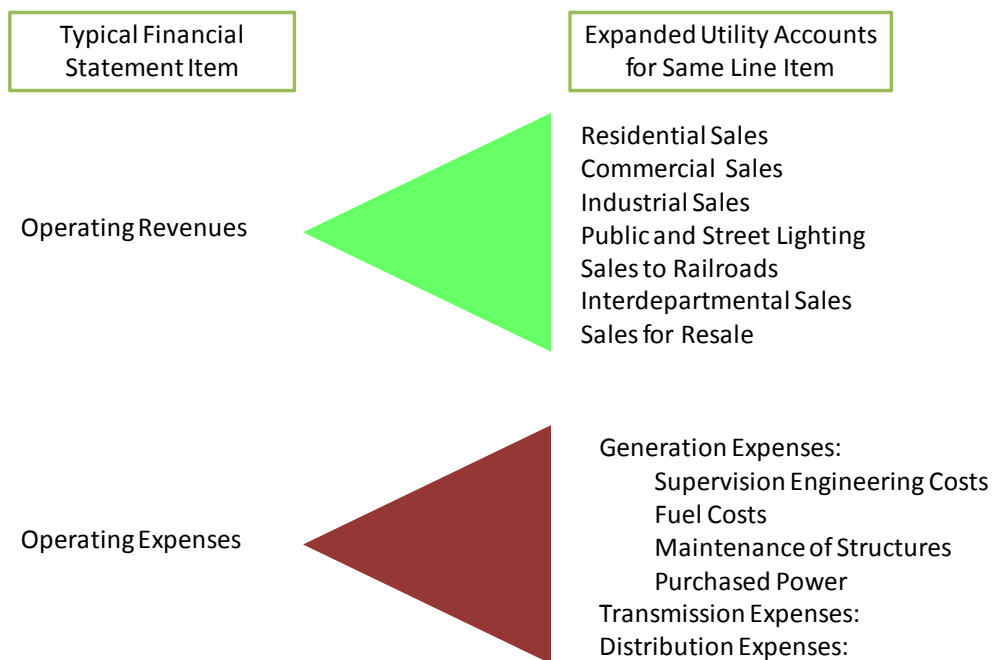 Typical Financial
Statement Item
Expanded Utility Accounts
for Same Line Item
Operating Revenues
Residential Sales
Commercial Sales
Industrial Sales
Public and Street Lighting
Sales to Railroads
Interdepartmental Sales
Sales for Resale
Operating Expenses
Generation Expenses:
Supervision Engineering Costs
Fuel Costs
Maintenance of Structures
Purchased Power
Transmission Expenses:
Distribution Expenses: